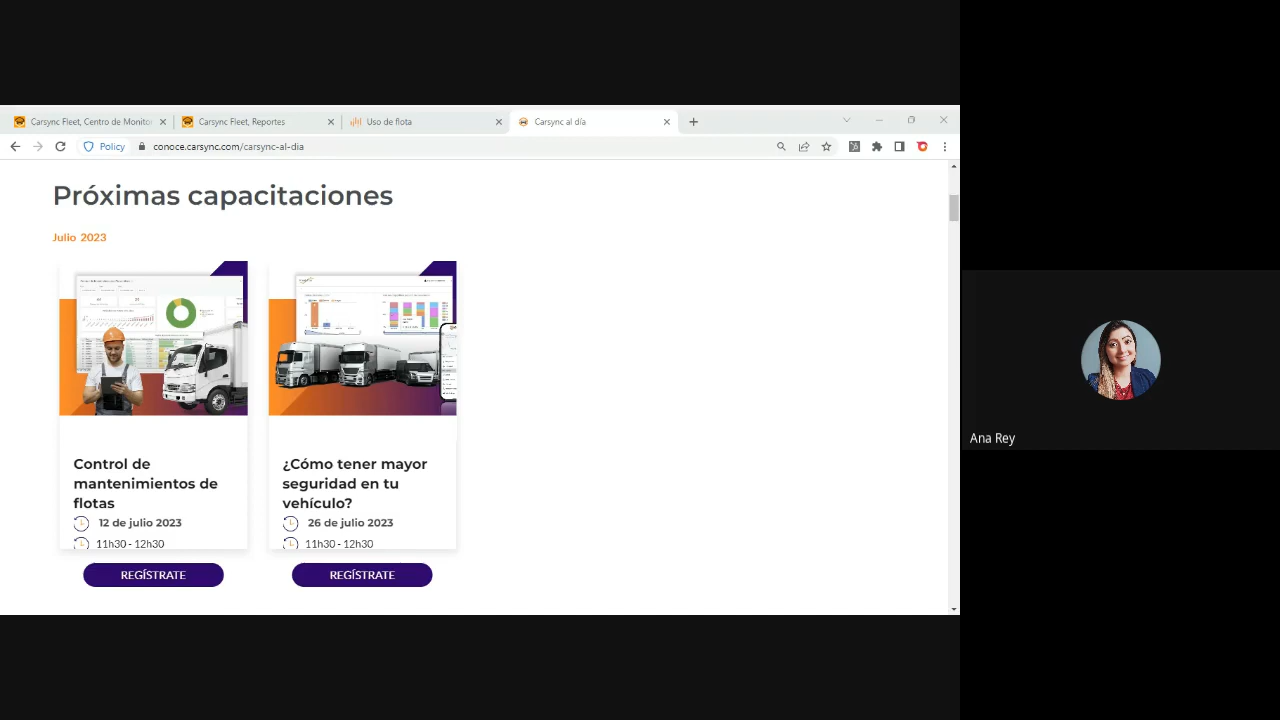 Carsync Fleet, Centro de Monito
Carsync Fleet, Reportes
Uso de flota
Carsync al día
Policy
conoce.carsync.com/carsync-al-dia
Próximas capacitaciones
Julio 2023
Control de
mantenimientos de
flotas
12 de julio 2023
11h30 - 12h30
REGÍSTRATE
¿Cómo tener mayor
seguridad en tu
vehículo?
26 de julio 2023
11h30 - 12h30
REGÍSTRATE
Ana Rey